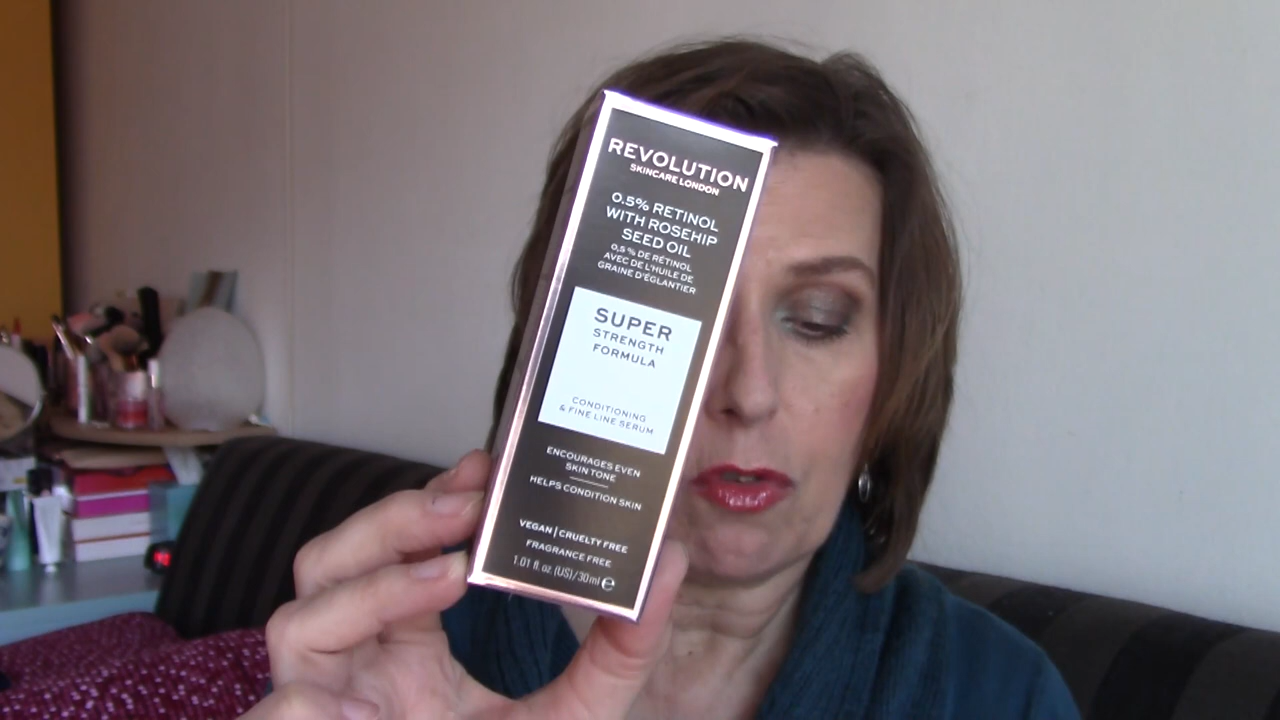 REVOLUTION
SKINCARE LONDON
0.5% RETINOL
WITH ROSEHIP
SEED OIL
0,5 % DE RÉTINOL
AVEC DE L'HUILE DE
GRAINE D'ÉGLANTIER
SUPER
STRENGTH
FORMULA
CONDITIONING
& FINE LINE SERUM
ENCOURAGES EVEN
SKIN TONE
HELPS CONDITION SKIN
VEGAN | CRUELTY FREE
FRAGRANCE FREE
1.01 fl. oz. (US) / 30ml ℮